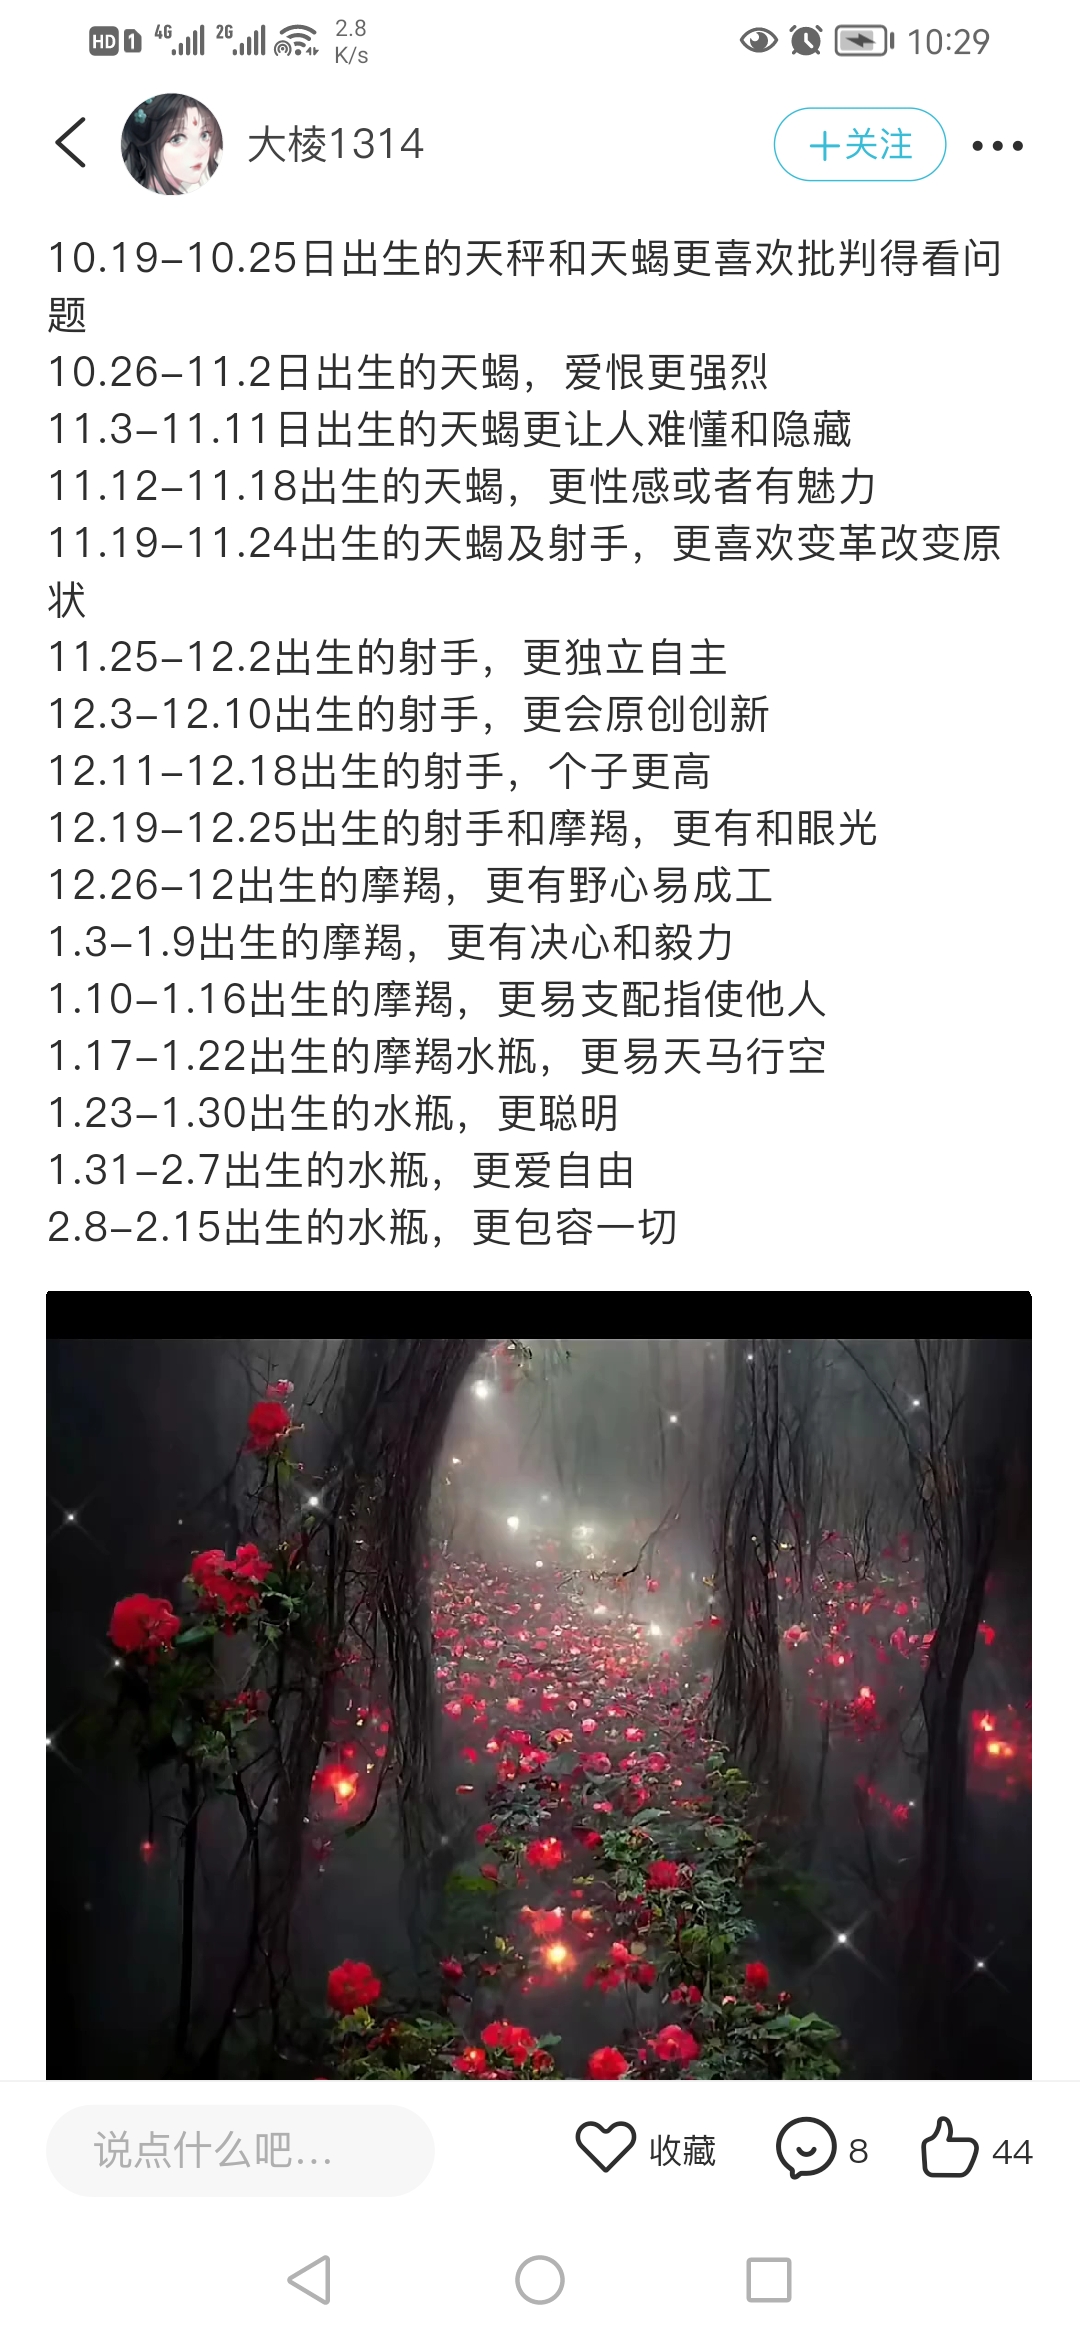 HD 1 4G 2G 2.8 K/s 10:29
大棱1314 +关注
10.19-10.25日出生的天秤和天蝎更喜欢批判得看问
题
10.26-11.2日出生的天蝎，爱恨更强烈
11.3-11.11日出生的天蝎更让人难懂和隐藏
11.12-11.18出生的天蝎，更性感或者有魅力
11.19-11.24出生的天蝎及射手，更喜欢变革改变原
状
11.25-12.2出生的射手，更独立自主
12.3-12.10出生的射手，更会原创创新
12.11-12.18出生的射手，个子更高
12.19-12.25出生的射手和摩羯，更有和眼光
12.26-12出生的摩羯，更有野心易成工
1.3-1.9出生的摩羯，更有决心和毅力
1.10-1.16出生的摩羯，更易支配指使他人
1.17-1.22出生的摩羯水瓶，更易天马行空
1.23-1.30出生的水瓶，更聪明
1.31-2.7出生的水瓶，更爱自由
2.8-2.15出生的水瓶，更包容一切
说点什么吧... 收藏 8 44